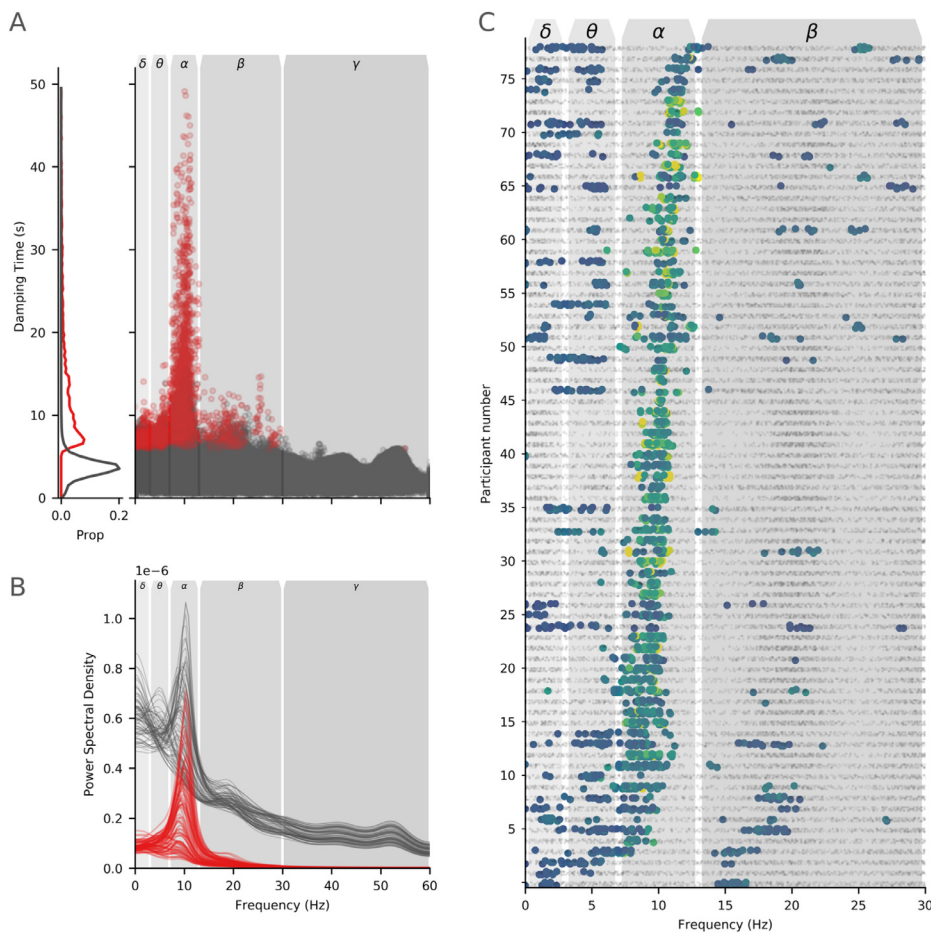 A
δ θ α β γ
50
40
30
20
10
0
Damping Time (s)
0.0 0.2
Prop
B
1e−6
δ θ α β γ
1.0
0.8
0.6
0.4
0.2
0.0
Power Spectral Density
0 10 20 30 40 50 60
Frequency (Hz)
C
δ θ α β
75
70
65
60
55
50
45
40
35
30
25
20
15
10
5
Participant number
0 5 10 15 20 25 30
Frequency (Hz)